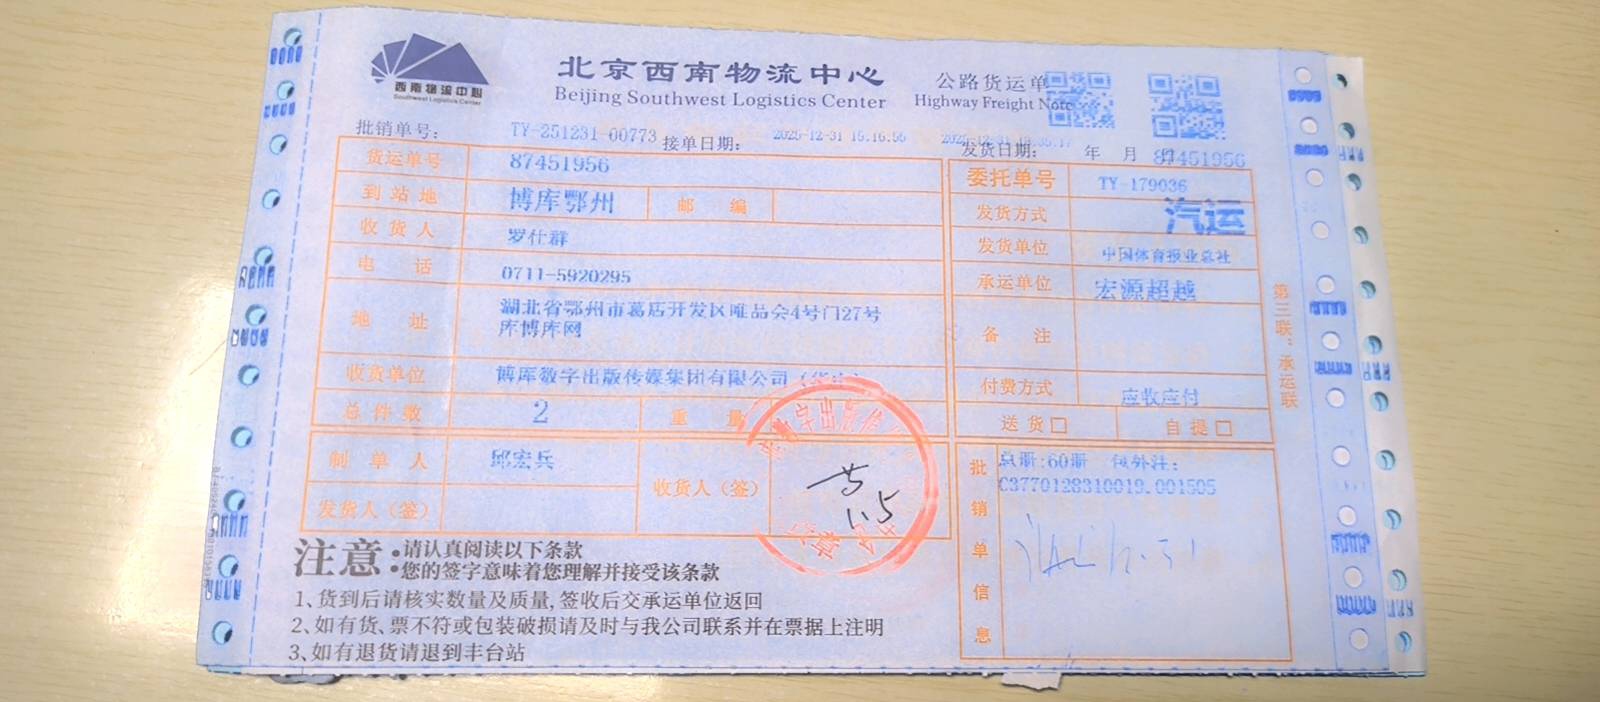 西南物流中心
Southwest Logistics Center
北京西南物流中心
Beijing Southwest Logistics Center
公路货运单
Highway Freight Note
批销单号: TY-251231-00773 接单日期: 2025-12-31 15.16.55 发货日期: 年 月 日
87451956
货运单号 87451956
到站地 博库鄂州 邮编
收货人 罗仕群
电话 0711-5920295
地址 湖北省鄂州市葛店开发区唯品会4号门27号
库博库网
收货单位 博库数字出版传媒集团有限公司
总件数 2 重量
制单人 邱宏兵
发货人(签) 收货人(签)
1.5
委托单号 TY-179036
发货方式 汽运
发货单位 中国体育报业总社
承运单位 宏源超越
备注
付费方式 应收应付
送货□ 自提□
批销单信息
总册:60册 包外注:
C3770128310019.001505
第三联:承运联
注意:请认真阅读以下条款
您的签字意味着您理解并接受该条款
1、货到后请核实数量及质量,签收后交承运单位返回
2、如有货、票不符或包装破损请及时与我公司联系并在票据上注明
3、如有退货请退到丰台站